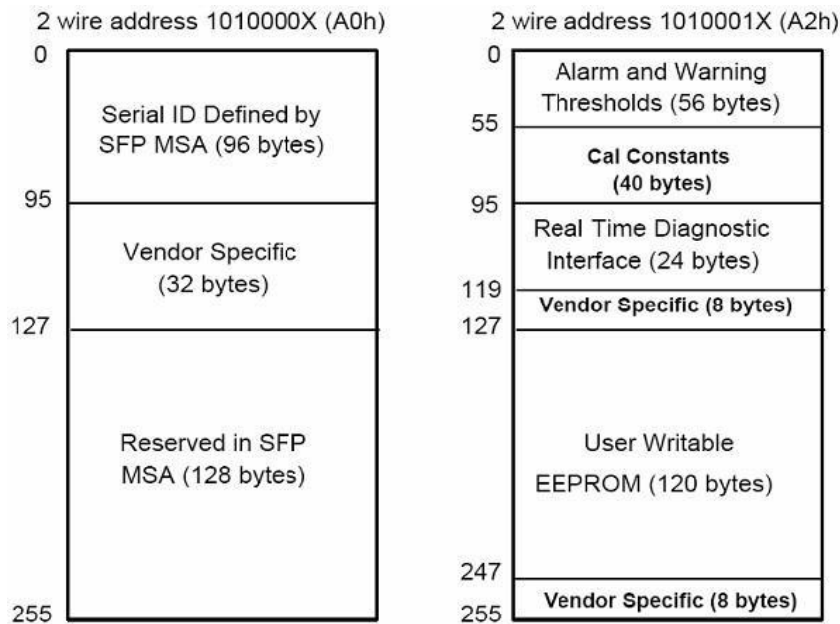 2 wire address 1010000X (A0h)
0
Serial ID Defined by
SFP MSA (96 bytes)
95
Vendor Specific
(32 bytes)
127
Reserved in SFP
MSA (128 bytes)
255
2 wire address 1010001X (A2h)
0
Alarm and Warning
Thresholds (56 bytes)
55
Cal Constants
(40 bytes)
95
Real Time Diagnostic
Interface (24 bytes)
119
Vendor Specific (8 bytes)
127
User Writable
EEPROM (120 bytes)
247
Vendor Specific (8 bytes)
255